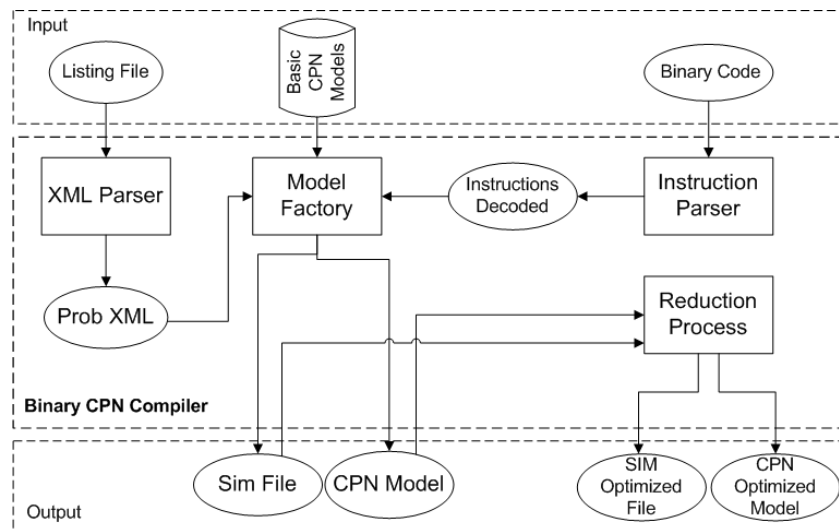 Input
Listing File
Basic
CPN
Models
Binary Code
XML Parser
Model
Factory
Instructions
Decoded
Instruction
Parser
Prob XML
Reduction
Process
Binary CPN Compiler
Sim File
CPN Model
SIM
Optimized
File
CPN
Optimized
Model
Output